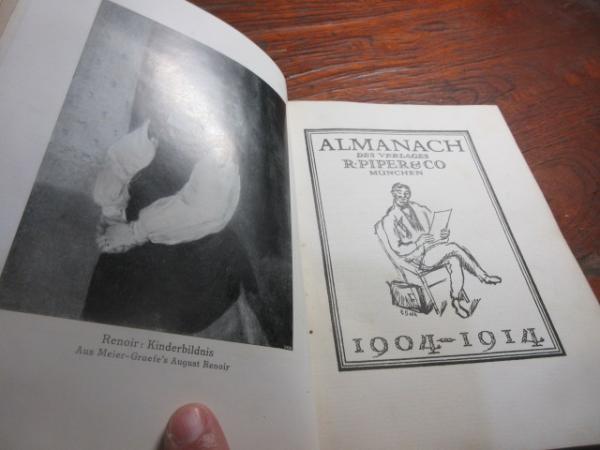 Renoir: Kinderbildnis
Aus Meier-Graefe's August Renoir
ALMANACH
DES VERLAGES
R·PIPER & CO
MÜNCHEN
1904-1914